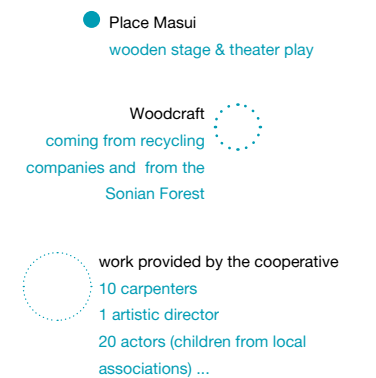 Place Masui
wooden stage & theater play
Woodcraft
coming from recycling
companies and from the
Sonian Forest
work provided by the cooperative
10 carpenters
1 artistic director
20 actors (children from local
associations) ...